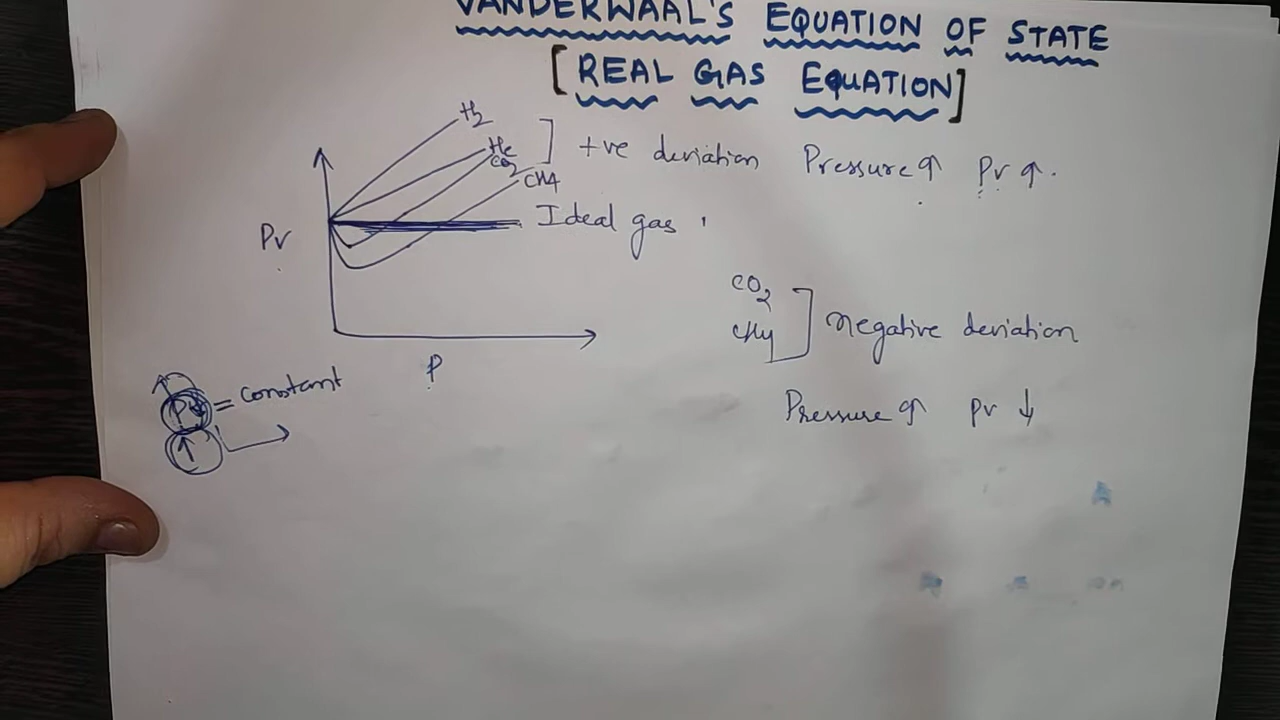 VANDERWAAL'S EQUATION OF STATE
[REAL GAS EQUATION]
H2
He
CO2
CH4
] +ve deviation Pressure↑ Pv↑.
Pv
Ideal gas
CO2
CH4
] negative deviation
P
Pv = constant
↑
Pressure↑ pv ↓